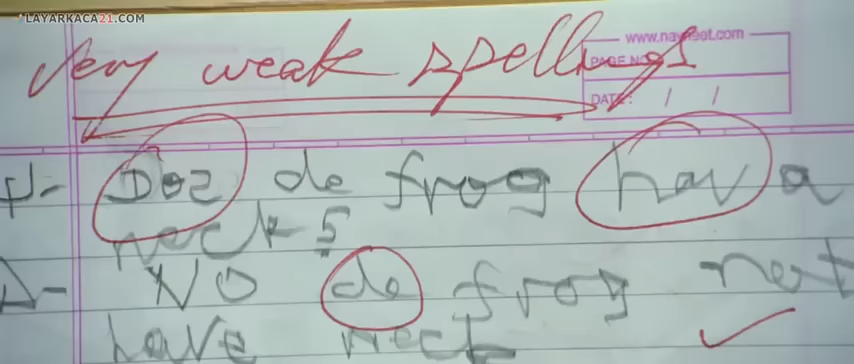 LAYARKACA21.COM
www.navneet.com
Very weak spellings
PAGE NO
DATE: / /
Doz de frog hav a
neck?
A- NO de frog not
have neck